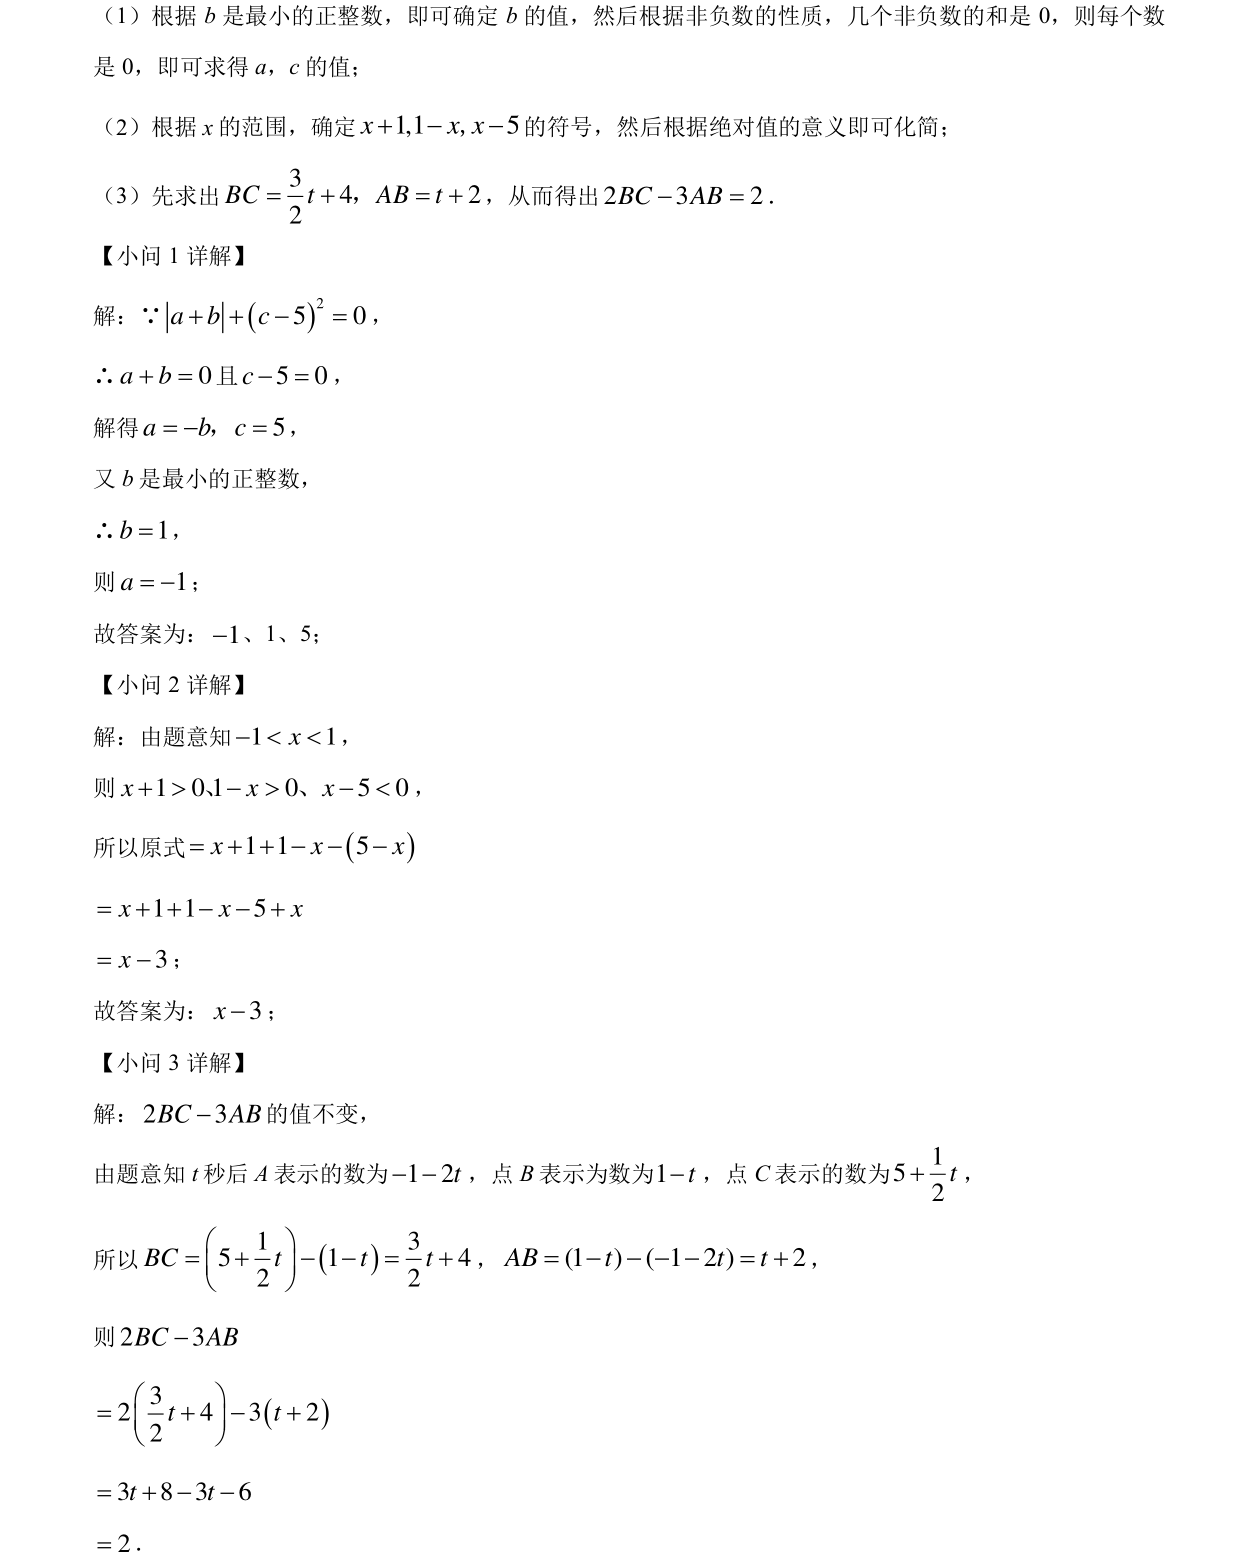 （1）根据 b 是最小的正整数，即可确定 b 的值，然后根据非负数的性质，几个非负数的和是 0，则每个数
是 0，即可求得 a，c 的值；
（2）根据 x 的范围，确定 x+1,1−x, x−5 的符号，然后根据绝对值的意义即可化简；
（3）先求出 BC = 3/2 t + 4，AB = t + 2，从而得出 2BC − 3AB = 2．
【小问 1 详解】
解：∵ |a+b| + (c−5)² = 0，
∴ a + b = 0 且 c − 5 = 0，
解得 a = −b，c = 5，
又 b 是最小的正整数，
∴ b = 1，
则 a = −1；
故答案为：−1、1、5；
【小问 2 详解】
解：由题意知 −1 < x < 1，
则 x + 1 > 0、1 − x > 0、x − 5 < 0，
所以原式 = x + 1 + 1 − x − (5 − x)
= x + 1 + 1 − x − 5 + x
= x − 3；
故答案为：x − 3；
【小问 3 详解】
解：2BC − 3AB 的值不变，
由题意知 t 秒后 A 表示的数为 −1 − 2t，点 B 表示为数为 1 − t，点 C 表示的数为 5 + 1/2 t，
所以 BC = (5 + 1/2 t) − (1 − t) = 3/2 t + 4，AB = (1 − t) − (−1 − 2t) = t + 2，
则 2BC − 3AB
= 2(3/2 t + 4) − 3(t + 2)
= 3t + 8 − 3t − 6
= 2．